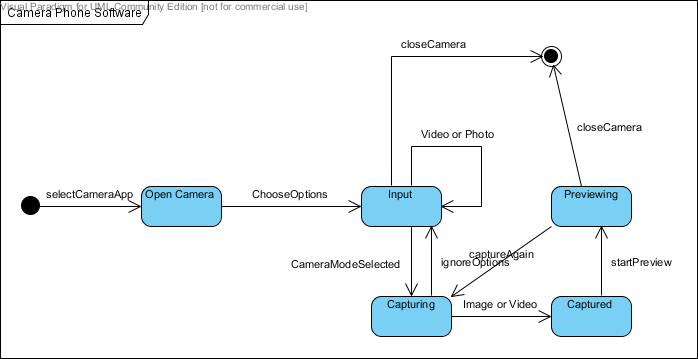 Visual Paradigm for UML Community Edition [not for commercial use]
Camera Phone Software
closeCamera
Video or Photo
closeCamera
selectCameraApp
Open Camera
ChooseOptions
Input
Previewing
captureAgain
CameraModeSelected
ignoreOptions
startPreview
Capturing
Image or Video
Captured